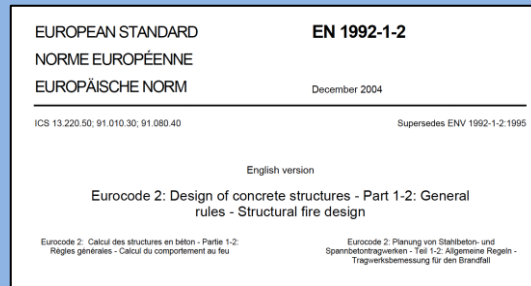 EUROPEAN STANDARD
NORME EUROPÉENNE
EUROPÄISCHE NORM
EN 1992-1-2
December 2004
ICS 13.220.50; 91.010.30; 91.080.40
Supersedes ENV 1992-1-2:1995
English version
Eurocode 2: Design of concrete structures - Part 1-2: General
rules - Structural fire design
Eurocode 2: Calcul des structures en béton - Partie 1-2:
Règles générales - Calcul du comportement au feu
Eurocode 2: Planung von Stahlbeton- und
Spannbetontragwerken - Teil 1-2: Allgemeine Regeln -
Tragwerksbemessung für den Brandfall